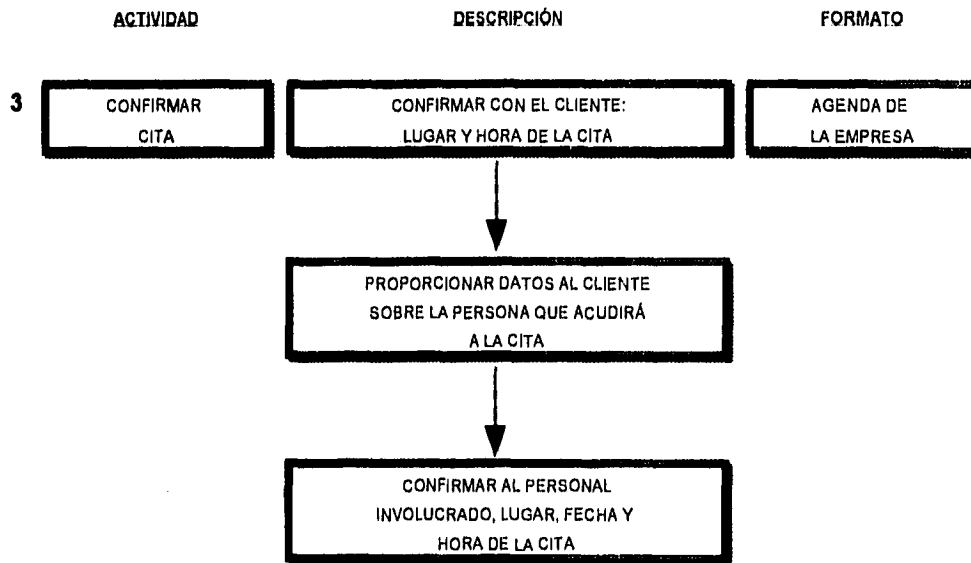 ACTIVIDAD
DESCRIPCIÓN
FORMATO
3
CONFIRMAR
CITA
CONFIRMAR CON EL CLIENTE:
LUGAR Y HORA DE LA CITA
AGENDA DE
LA EMPRESA
PROPORCIONAR DATOS AL CLIENTE
SOBRE LA PERSONA QUE ACUDIRÁ
A LA CITA
CONFIRMAR AL PERSONAL
INVOLUCRADO, LUGAR, FECHA Y
HORA DE LA CITA